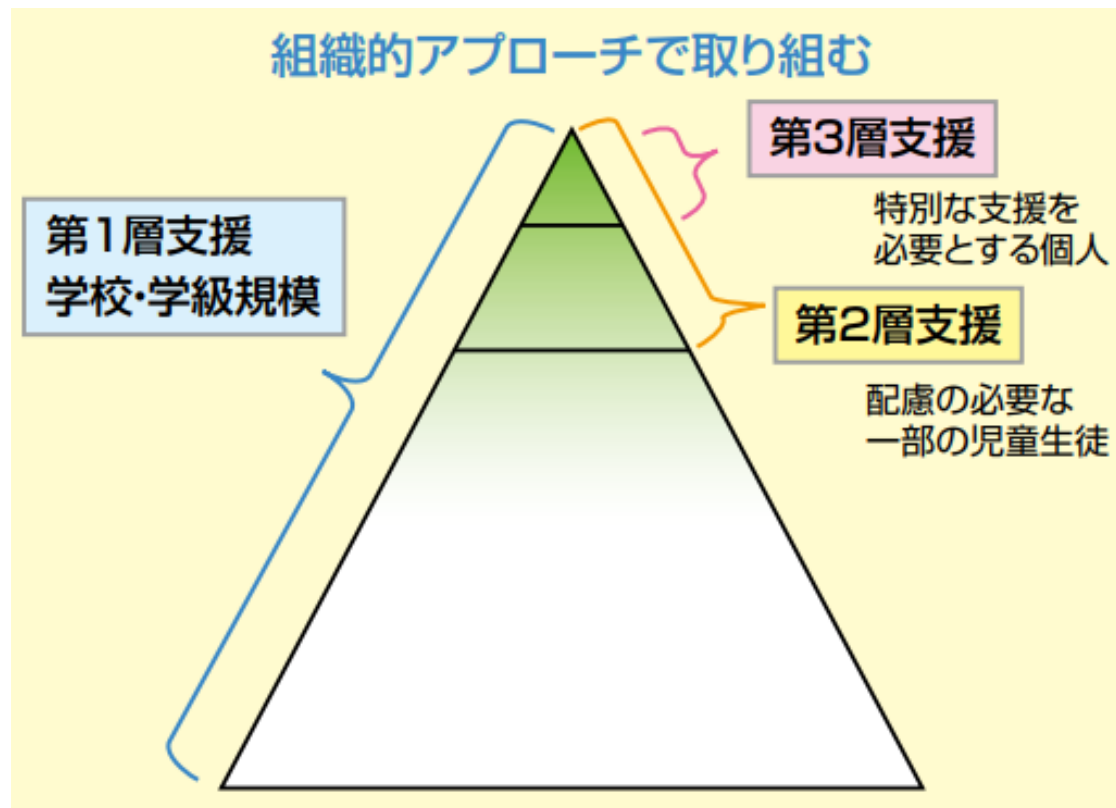 組織的アプローチで取り組む
第1層支援
学校・学級規模
第3層支援
特別な支援を
必要とする個人
第2層支援
配慮の必要な
一部の児童生徒